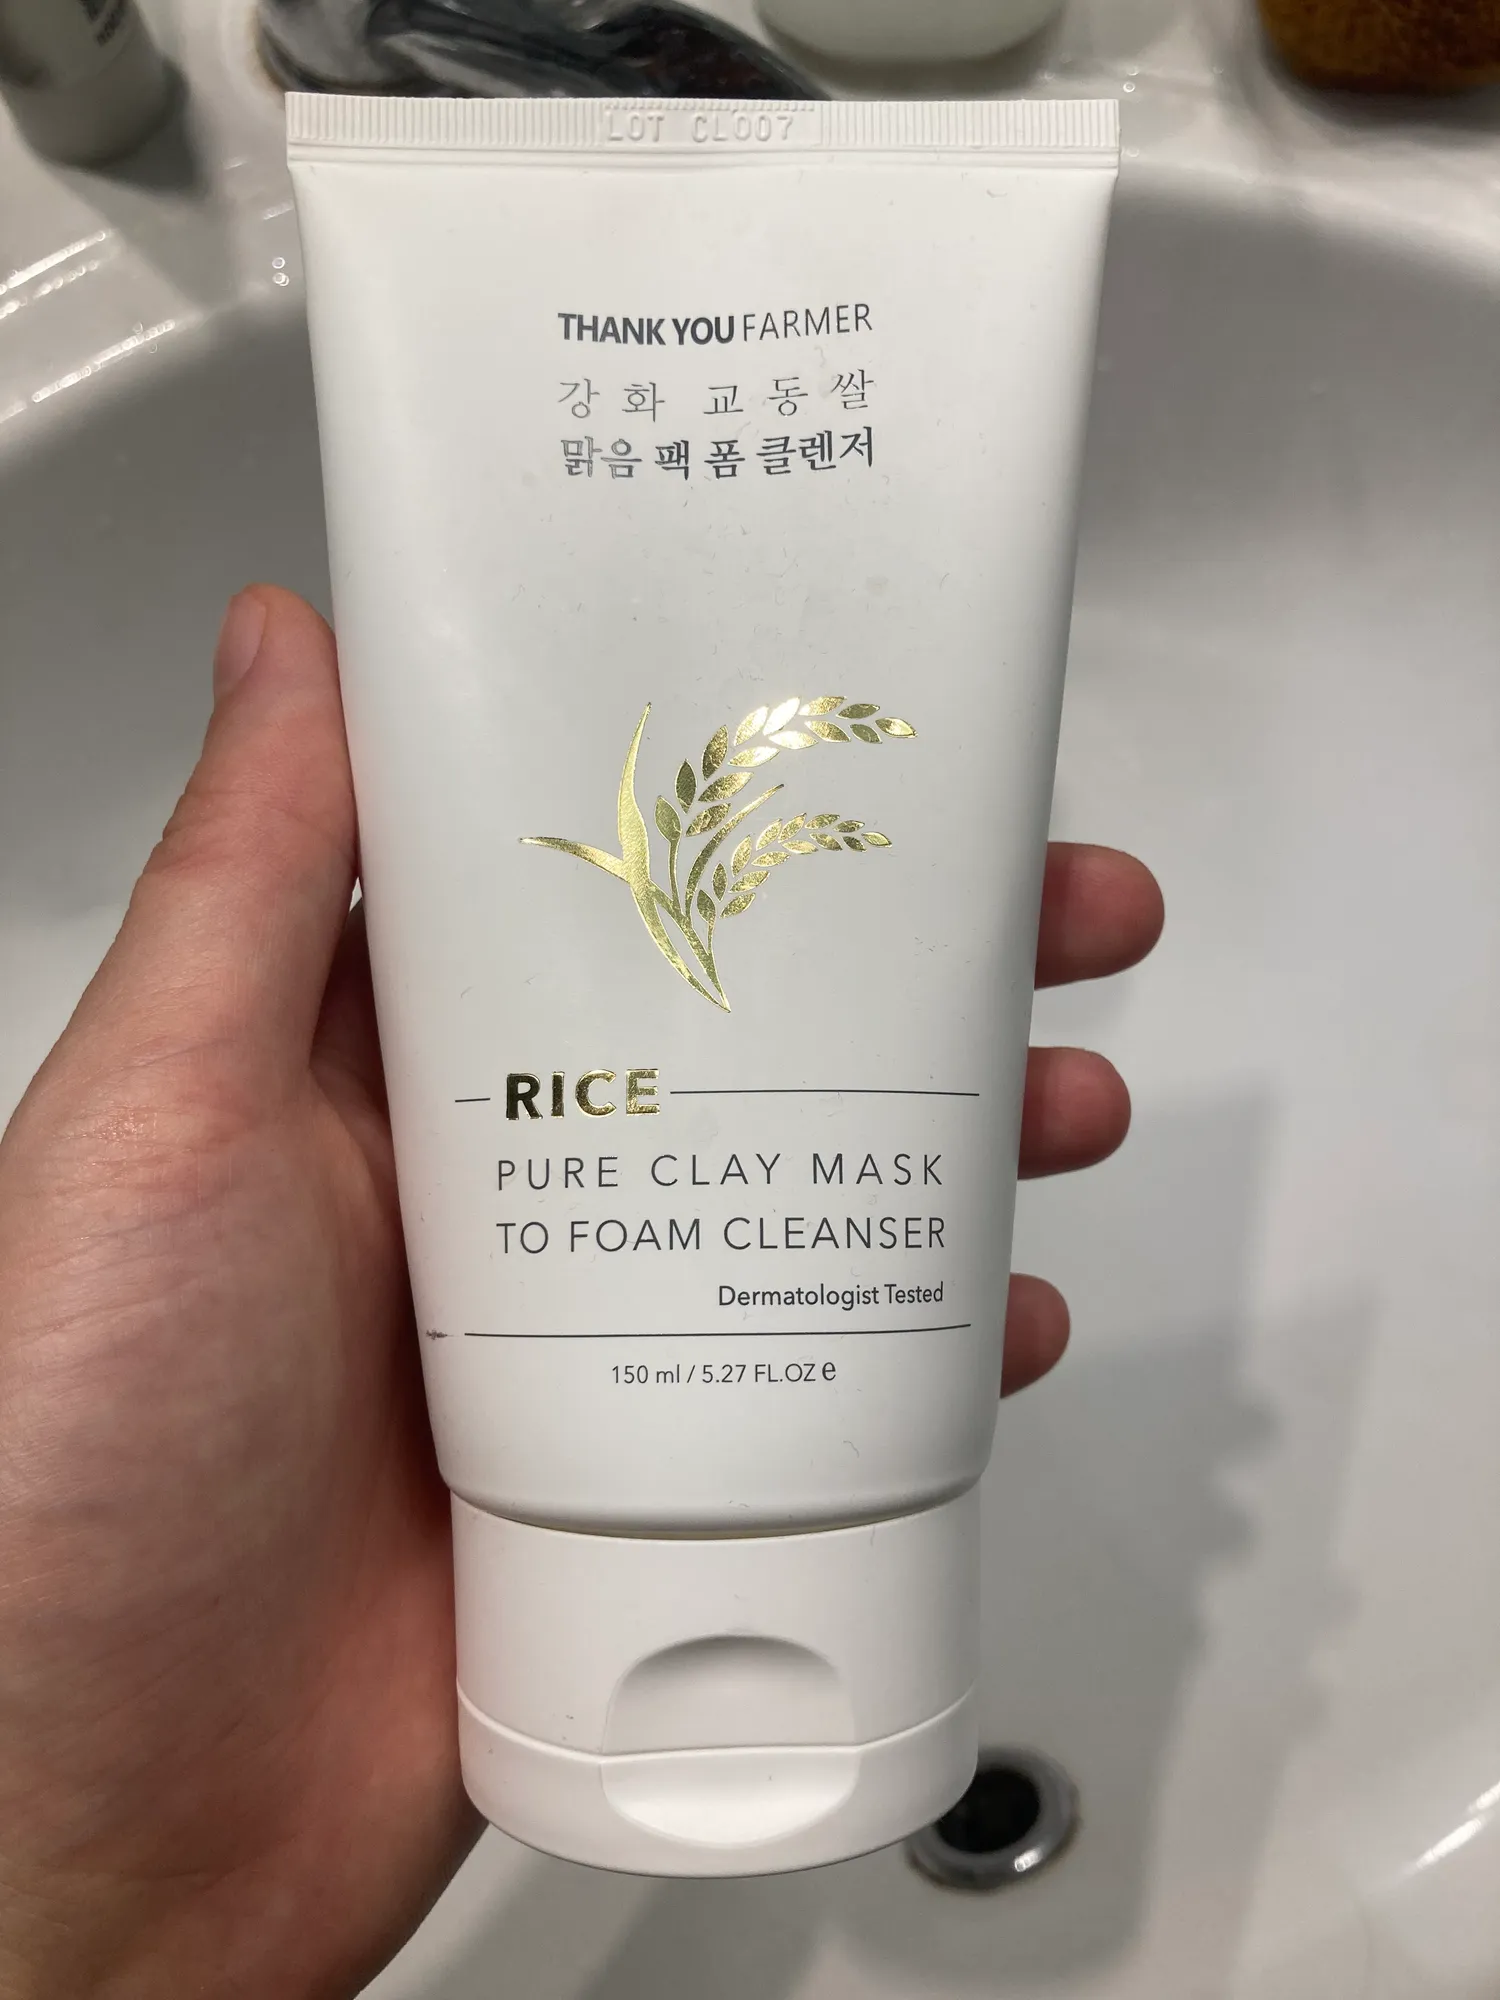 LOT CL007
THANK YOU FARMER
강화 교동쌀
맑음 팩 폼 클렌저
RICE
PURE CLAY MASK
TO FOAM CLEANSER
Dermatologist Tested
150 ml / 5.27 FL.OZ ℮